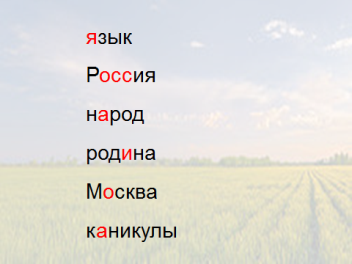 язык
Россия
народ
родина
Москва
каникулы